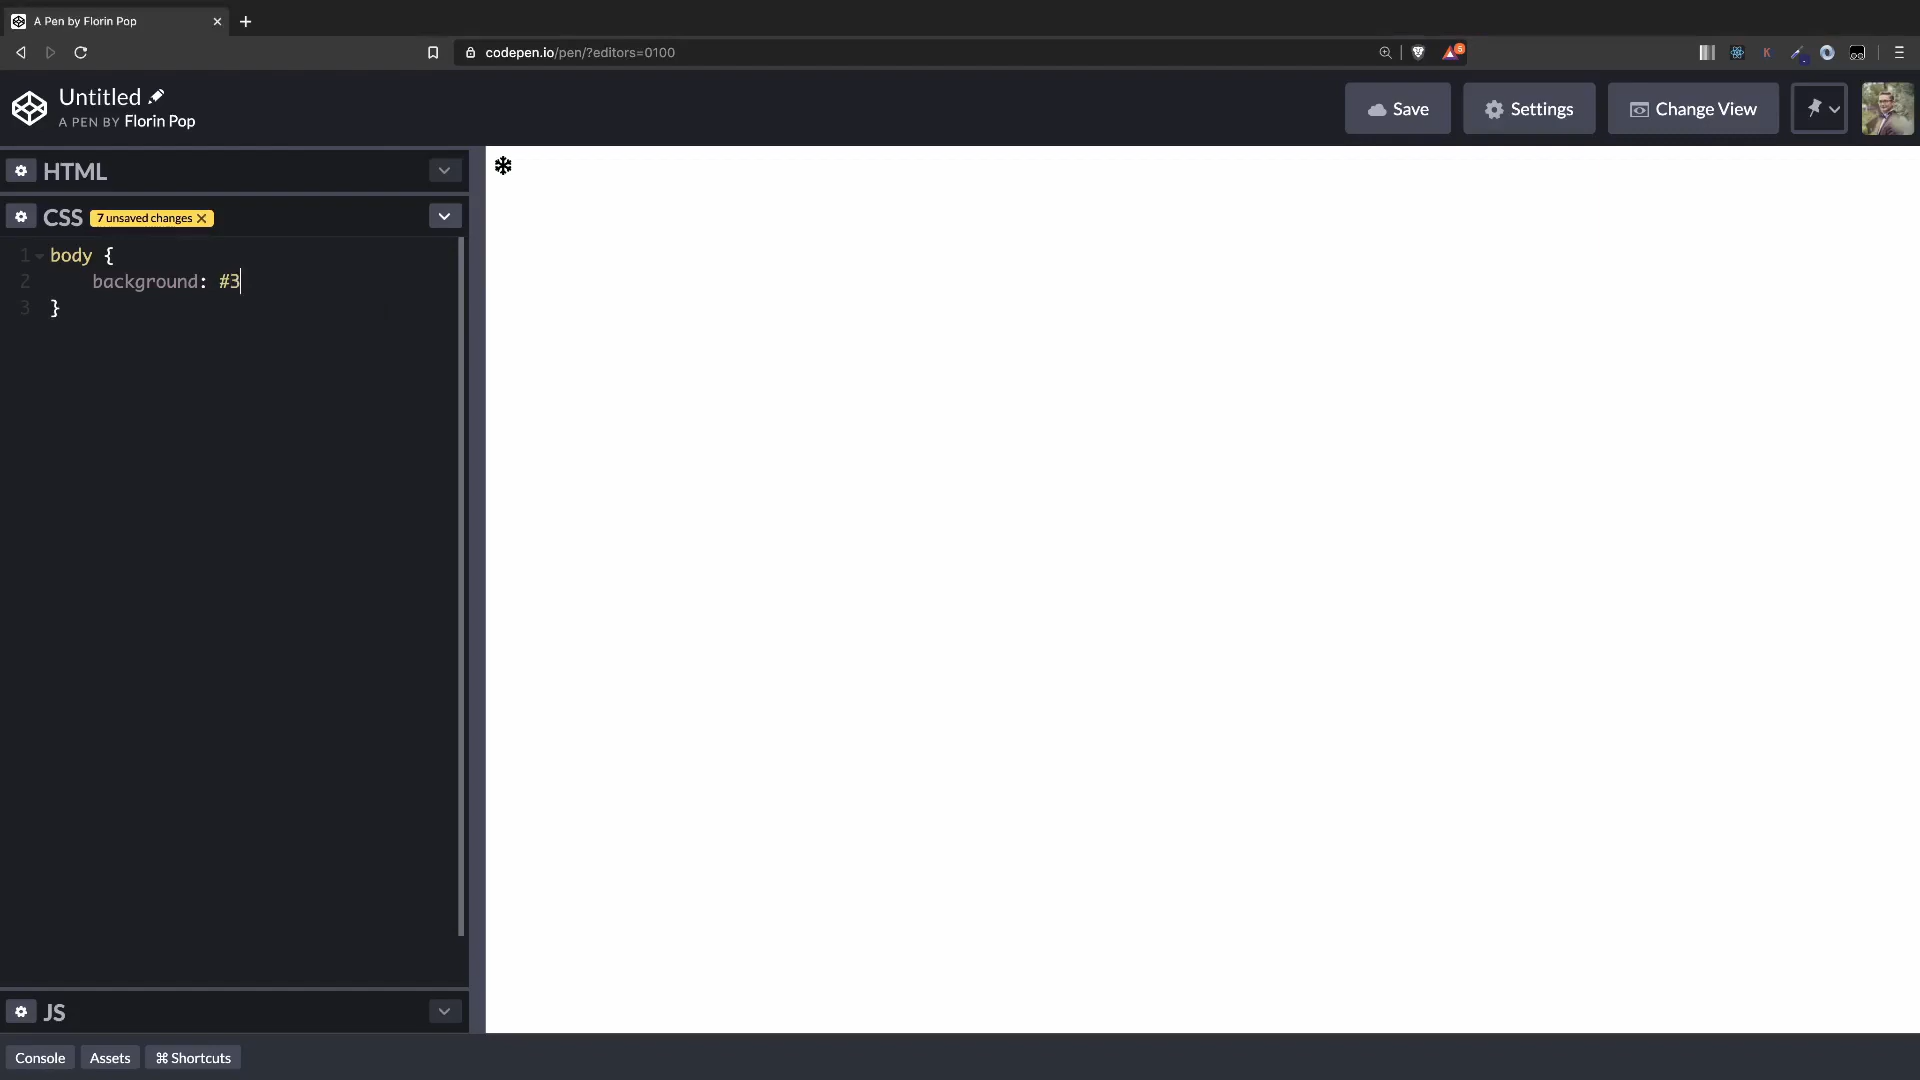 A Pen by Florin Pop
codepen.io/pen/?editors=0100
5
K
Untitled
A PEN BY Florin Pop
Save
Settings
Change View
HTML
CSS 7 unsaved changes
1 body {
2 background: #3
3 }
JS
Console
Assets
⌘ Shortcuts